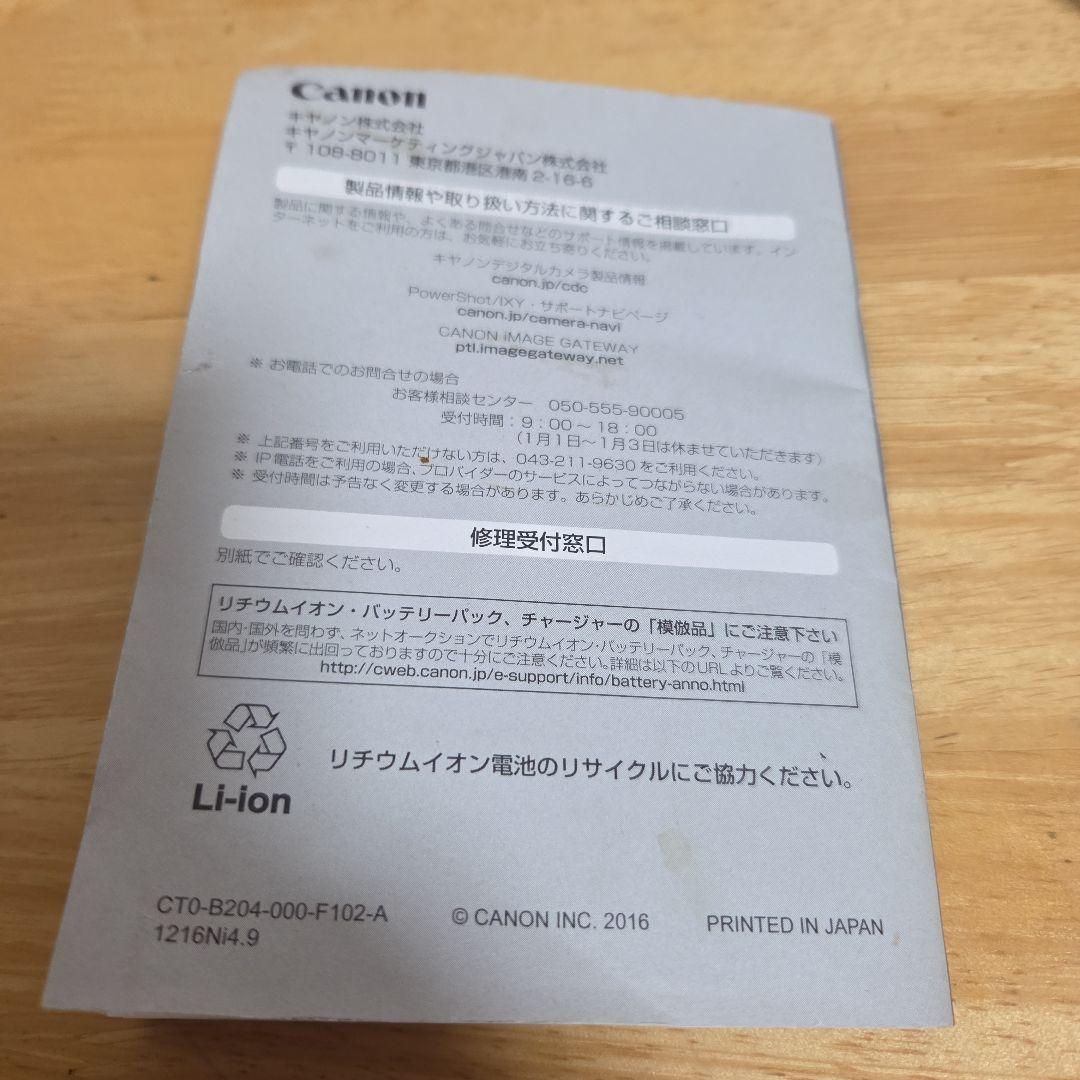 Canon
キヤノン株式会社
キヤノンマーケティングジャパン株式会社
〒108-8011 東京都港区港南 2-16-6
製品情報や取り扱い方法に関するご相談窓口
製品に関する情報や、よくある問合せなどのサポート情報を掲載しています。イン
ターネットをご利用の方は、お気軽にお立ち寄りください。
キヤノンデジタルカメラ製品情報
canon.jp/cdc
PowerShot/IXY・サポートナビページ
canon.jp/camera-navi
CANON iMAGE GATEWAY
ptl.imagegateway.net
※ お電話でのお問合せの場合
お客様相談センター 050-555-90005
受付時間：9：00 ～ 18：00
（1月1日～1月3日は休ませていただきます）
※ 上記番号をご利用いただけない方は、043-211-9630 をご利用ください。
※ IP電話をご利用の場合、プロバイダーのサービスによってつながらない場合があります。
※ 受付時間は予告なく変更する場合があります。あらかじめご了承ください。
修理受付窓口
別紙でご確認ください。
リチウムイオン・バッテリーパック、チャージャーの「模倣品」にご注意下さい
国内・国外を問わず、ネットオークションでリチウムイオン・バッテリーパック、チャージャーの「模
倣品」が頻繁に出回っておりますので十分にご注意ください。詳細は以下のURLよりご覧ください。
http://cweb.canon.jp/e-support/info/battery-anno.html
リチウムイオン電池のリサイクルにご協力ください。
Li-ion
CT0-B204-000-F102-A © CANON INC. 2016 PRINTED IN JAPAN
1216Ni4.9